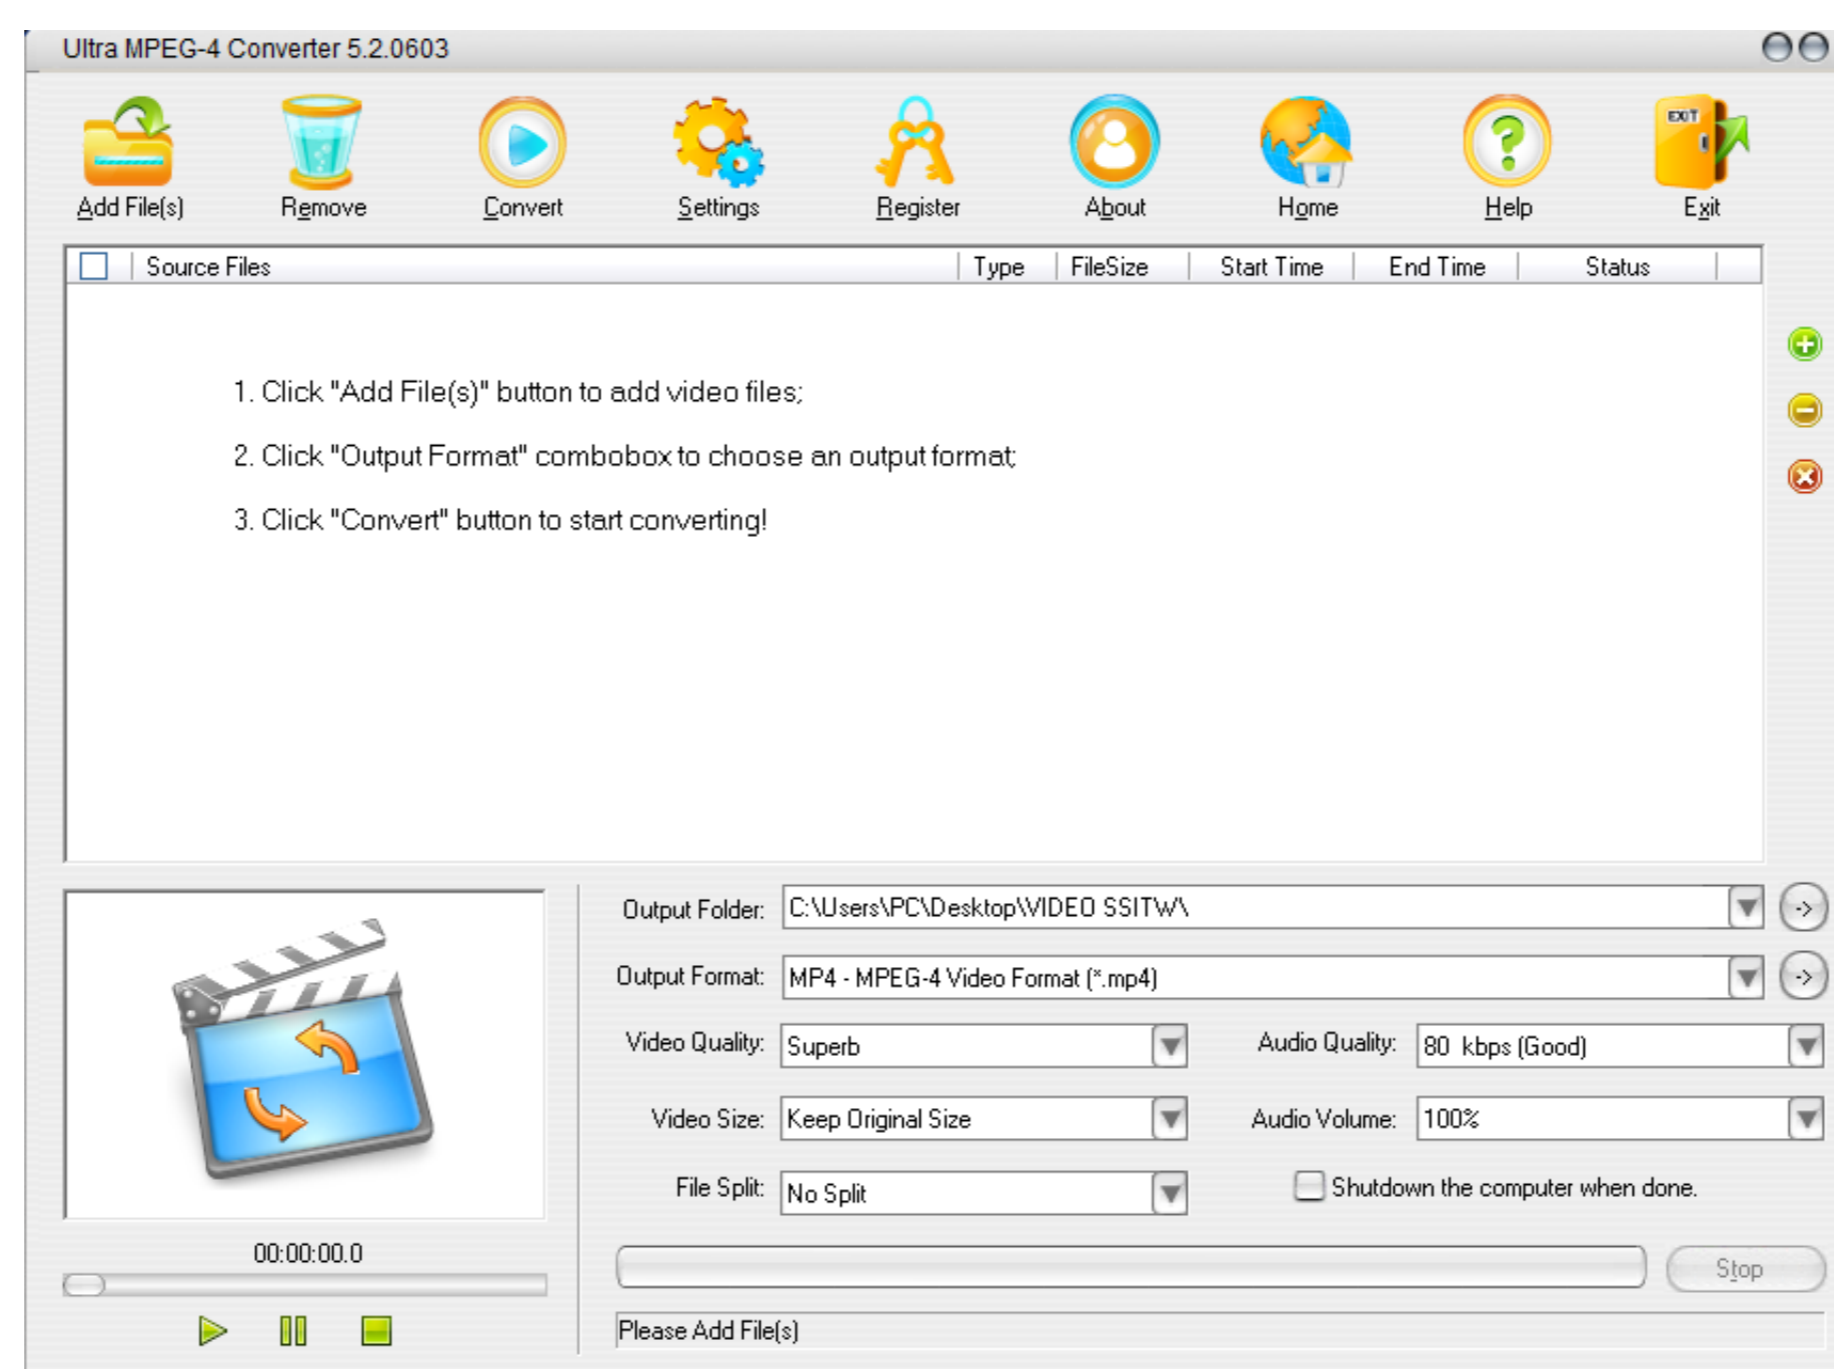 Ultra MPEG-4 Converter 5.2.0603
Add File(s) Remove Convert Settings Register About Home Help EXIT Exit
Source Files Type FileSize Start Time End Time Status
1. Click "Add File(s)" button to add video files;
2. Click "Output Format" combobox to choose an output format;
3. Click "Convert" button to start converting!
Output Folder: C:\Users\PC\Desktop\VIDEO SSITW\ ->
Output Format: MP4 - MPEG-4 Video Format (*.mp4) ->
Video Quality: Superb Audio Quality: 80 kbps (Good)
Video Size: Keep Original Size Audio Volume: 100%
File Split: No Split Shutdown the computer when done.
00:00:00.0
Stop
Please Add File(s)